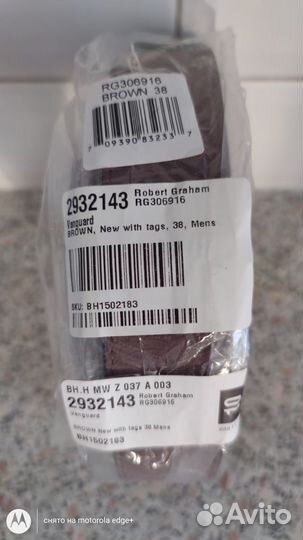 RG306916
BROWN 38
7 09390 83233 7
2932143 Robert Graham
RG306916
Vanguard
BROWN, New with tags, 38, Mens
SKU: BH1502183
BH.H MW Z 037 A 003
2932143 Robert Graham
RG306916
Vanguard
BROWN New with tags 38 Mens
BH1502183
снято на motorola edge+
Avito